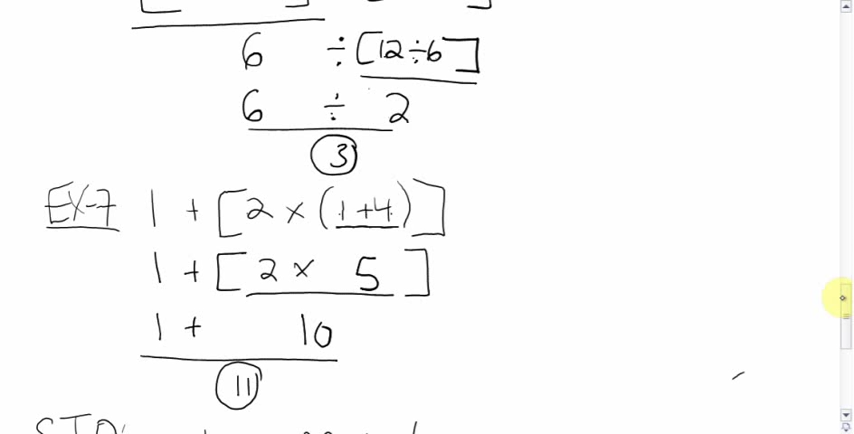 6 ÷ [12÷6]
6 ÷ 2
3
EX-7 1 + [2 × (1+4)]
1 + [2 × 5]
1 + 10
11